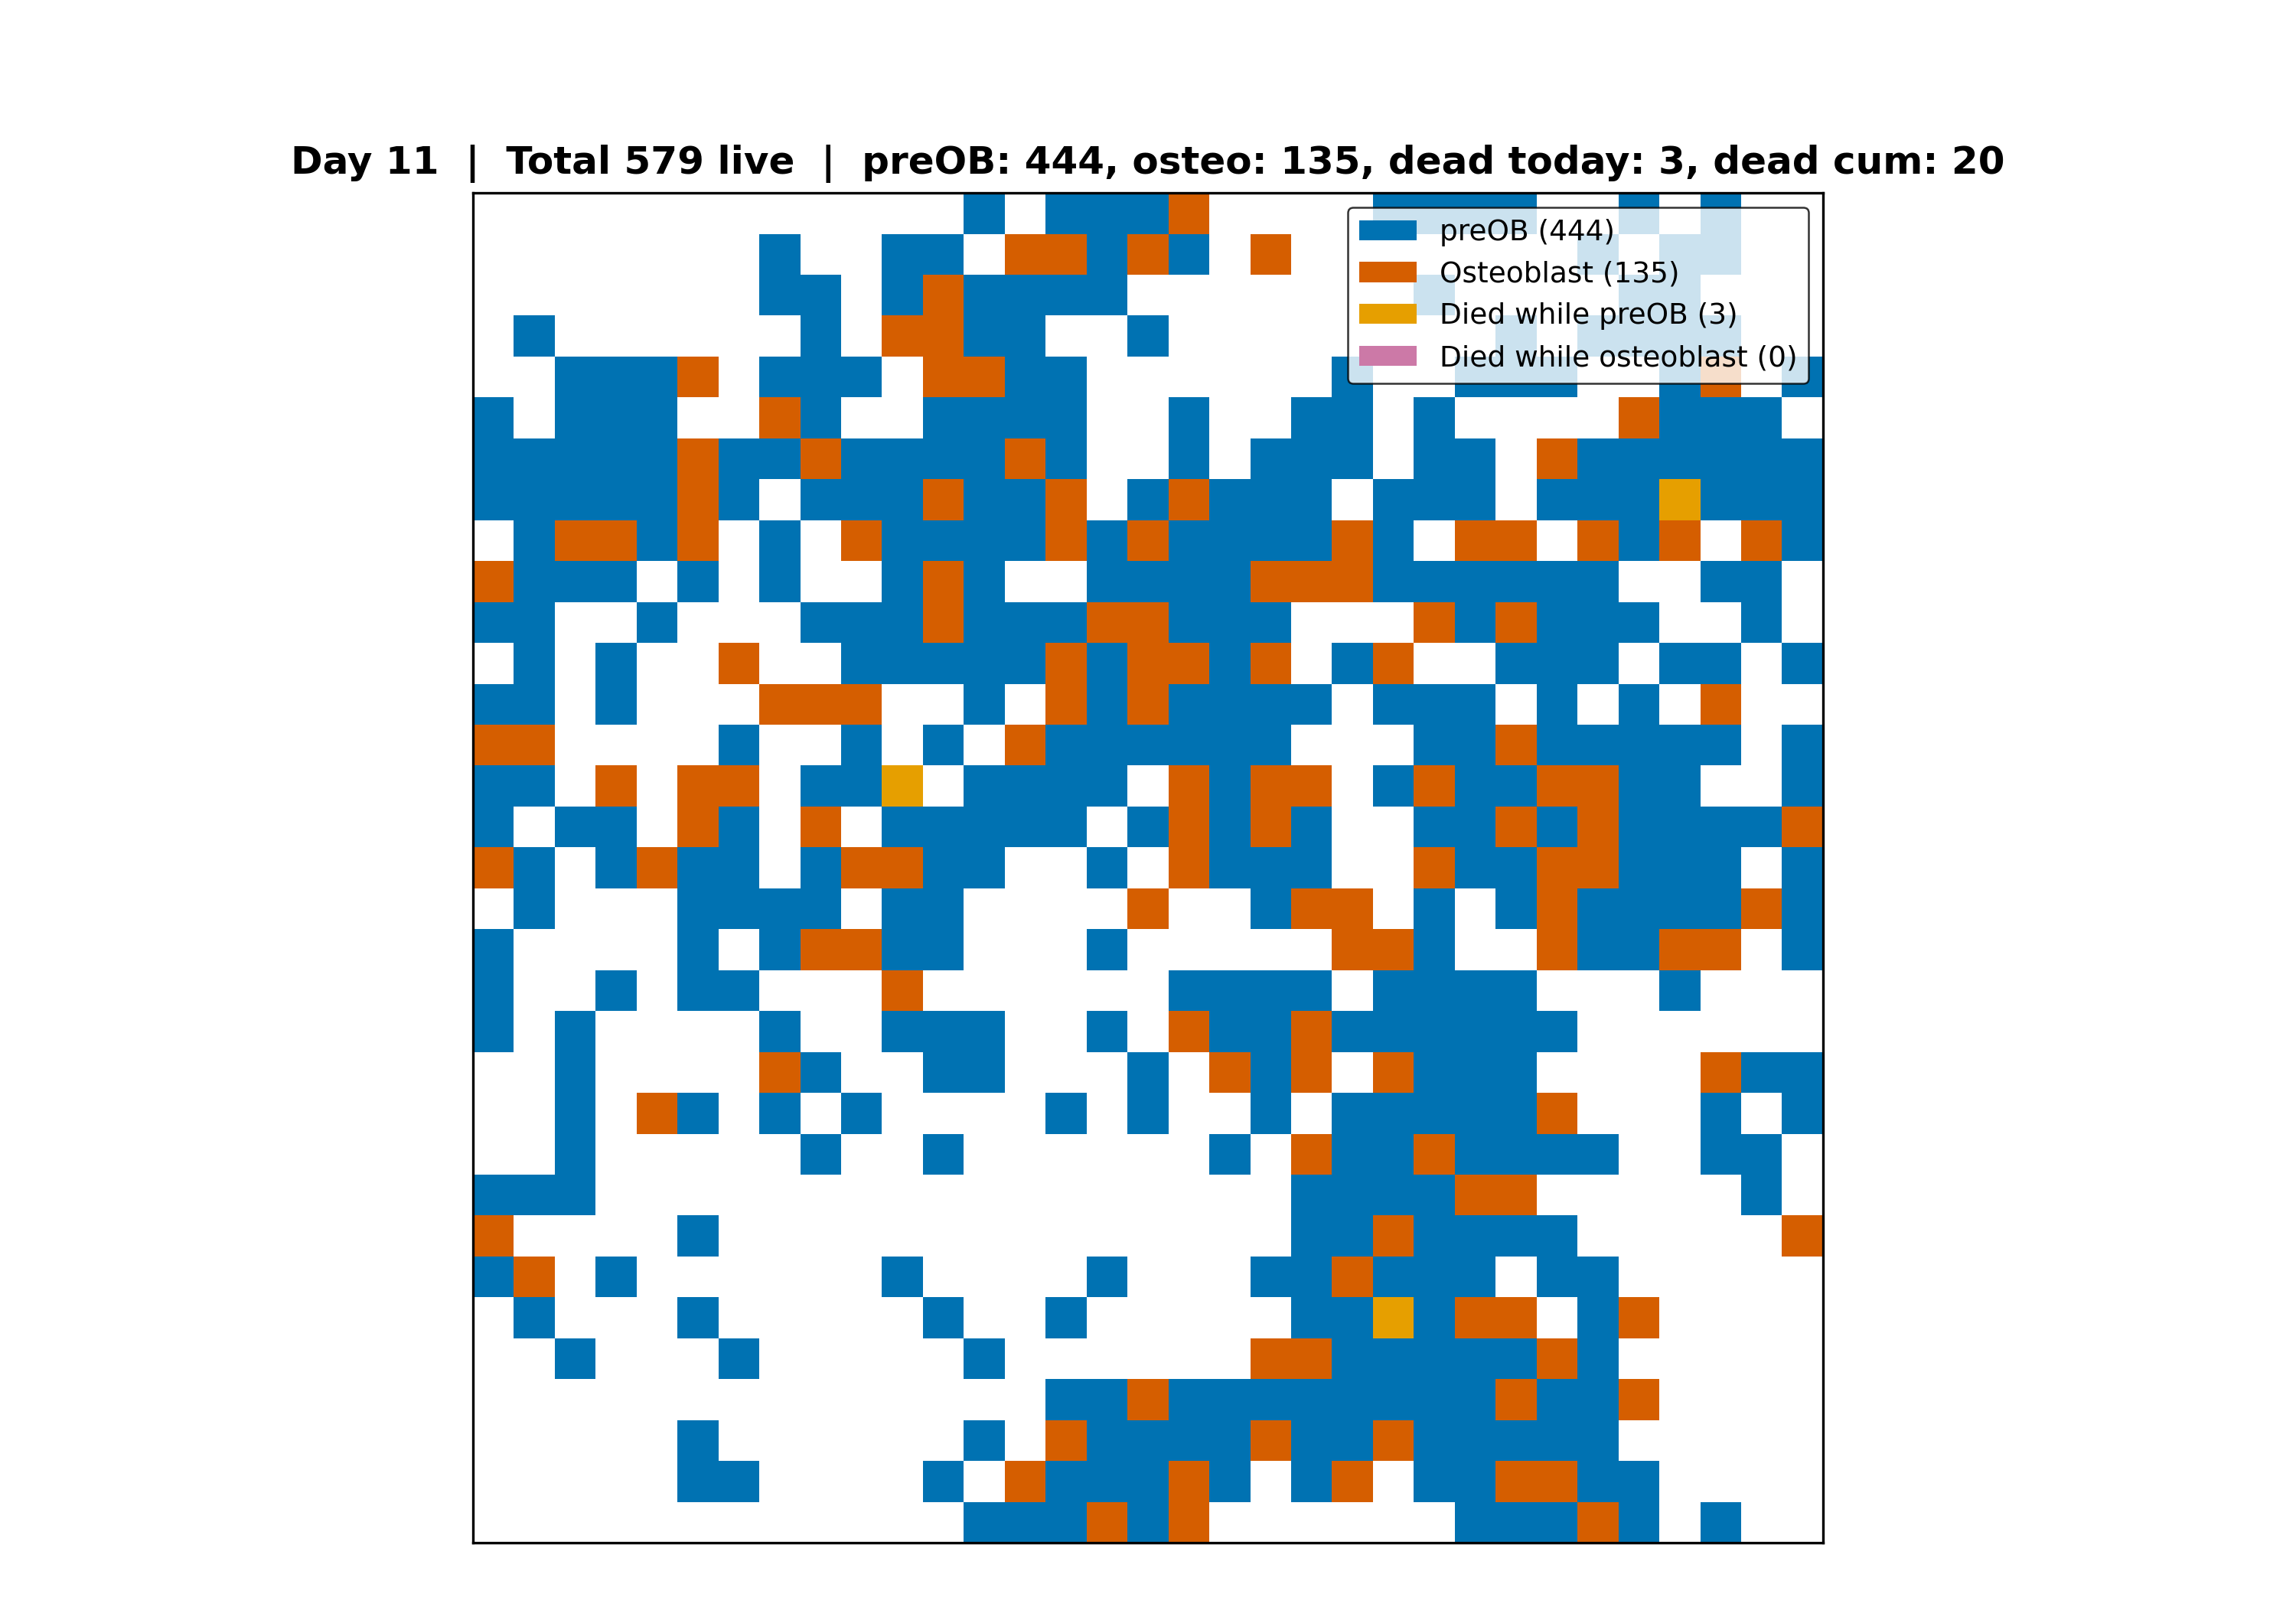 Day 11 | Total 579 live | preOB: 444, osteo: 135, dead today: 3, dead cum: 20
preOB (444)
Osteoblast (135)
Died while preOB (3)
Died while osteoblast (0)